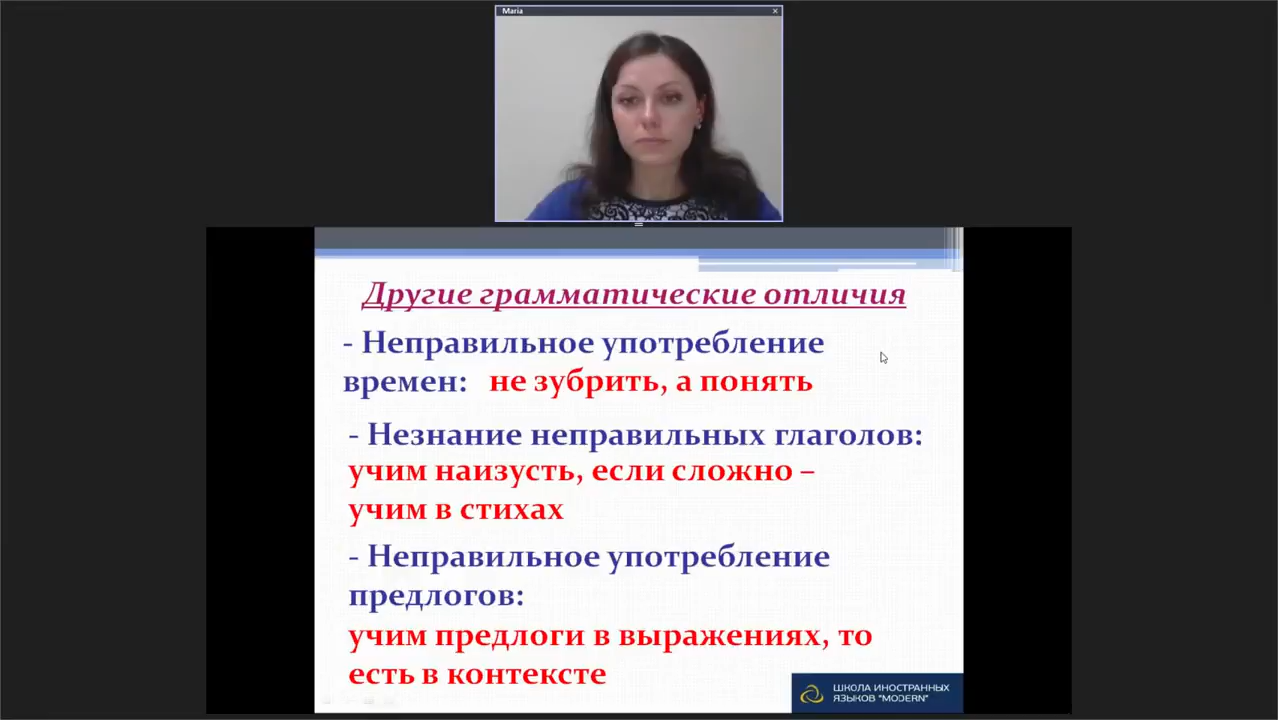 Maria
Другие грамматические отличия
- Неправильное употребление
времен: не зубрить, а понять
- Незнание неправильных глаголов:
учим наизусть, если сложно –
учим в стихах
- Неправильное употребление
предлогов:
учим предлоги в выражениях, то
есть в контексте
ШКОЛА ИНОСТРАННЫХ
ЯЗЫКОВ "MODERN"